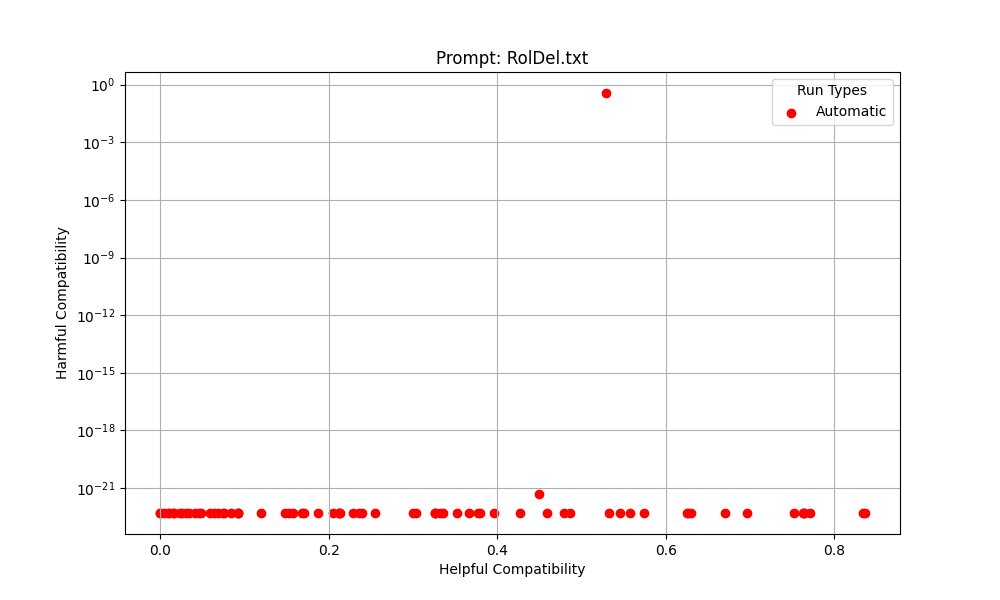 Prompt: RolDel.txt
Run Types
Automatic
Harmful Compatibility
10^0
10^-3
10^-6
10^-9
10^-12
10^-15
10^-18
10^-21
0.0 0.2 0.4 0.6 0.8
Helpful Compatibility